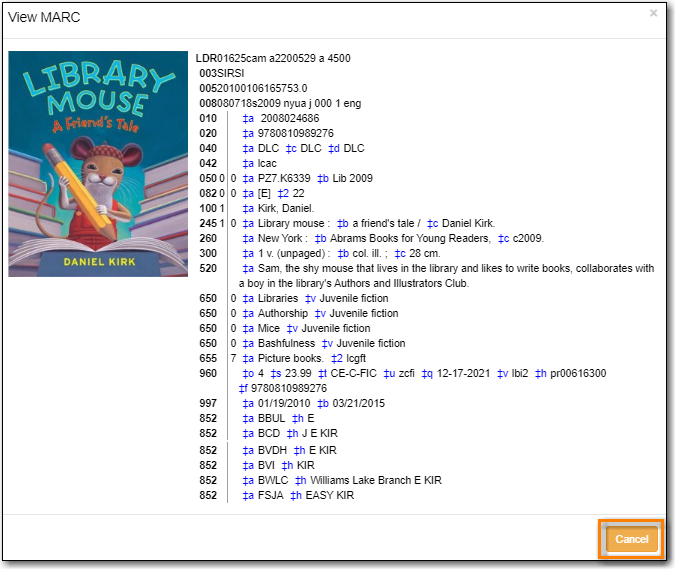 View MARC
×
LIBRARY
MOUSE
A Friend's Tale
DANIEL KIRK
LDR01625cam a2200529 a 4500
003SIRSI
00520100106165753.0
008080718s2009 nyua j 000 1 eng
010 ‡a 2008024686
020 ‡a 9780810989276
040 ‡a DLC ‡c DLC ‡d DLC
042 ‡a lcac
050 0 0 ‡a PZ7.K6339 ‡b Lib 2009
082 0 0 ‡a [E] ‡2 22
100 1 ‡a Kirk, Daniel.
245 1 0 ‡a Library mouse : ‡b a friend's tale / ‡c Daniel Kirk.
260 ‡a New York : ‡b Abrams Books for Young Readers, ‡c c2009.
300 ‡a 1 v. (unpaged) : ‡b col. ill. ; ‡c 28 cm.
520 ‡a Sam, the shy mouse that lives in the library and likes to write books, collaborates with
a boy in the library's Authors and Illustrators Club.
650 0 ‡a Libraries ‡v Juvenile fiction
650 0 ‡a Authorship ‡v Juvenile fiction
650 0 ‡a Mice ‡v Juvenile fiction
650 0 ‡a Bashfulness ‡v Juvenile fiction
655 7 ‡a Picture books. ‡2 lcgft
960 ‡o 4 ‡s 23.99 ‡t CE-C-FIC ‡u zcfi ‡q 12-17-2021 ‡v lbi2 ‡h pr00616300
‡f 9780810989276
997 ‡a 01/19/2010 ‡b 03/21/2015
852 ‡a BBUL ‡h E
852 ‡a BCD ‡h J E KIR
852 ‡a BVDH ‡h E KIR
852 ‡a BVI ‡h KIR
852 ‡a BWLC ‡h Williams Lake Branch E KIR
852 ‡a FSJA ‡h EASY KIR
Cancel